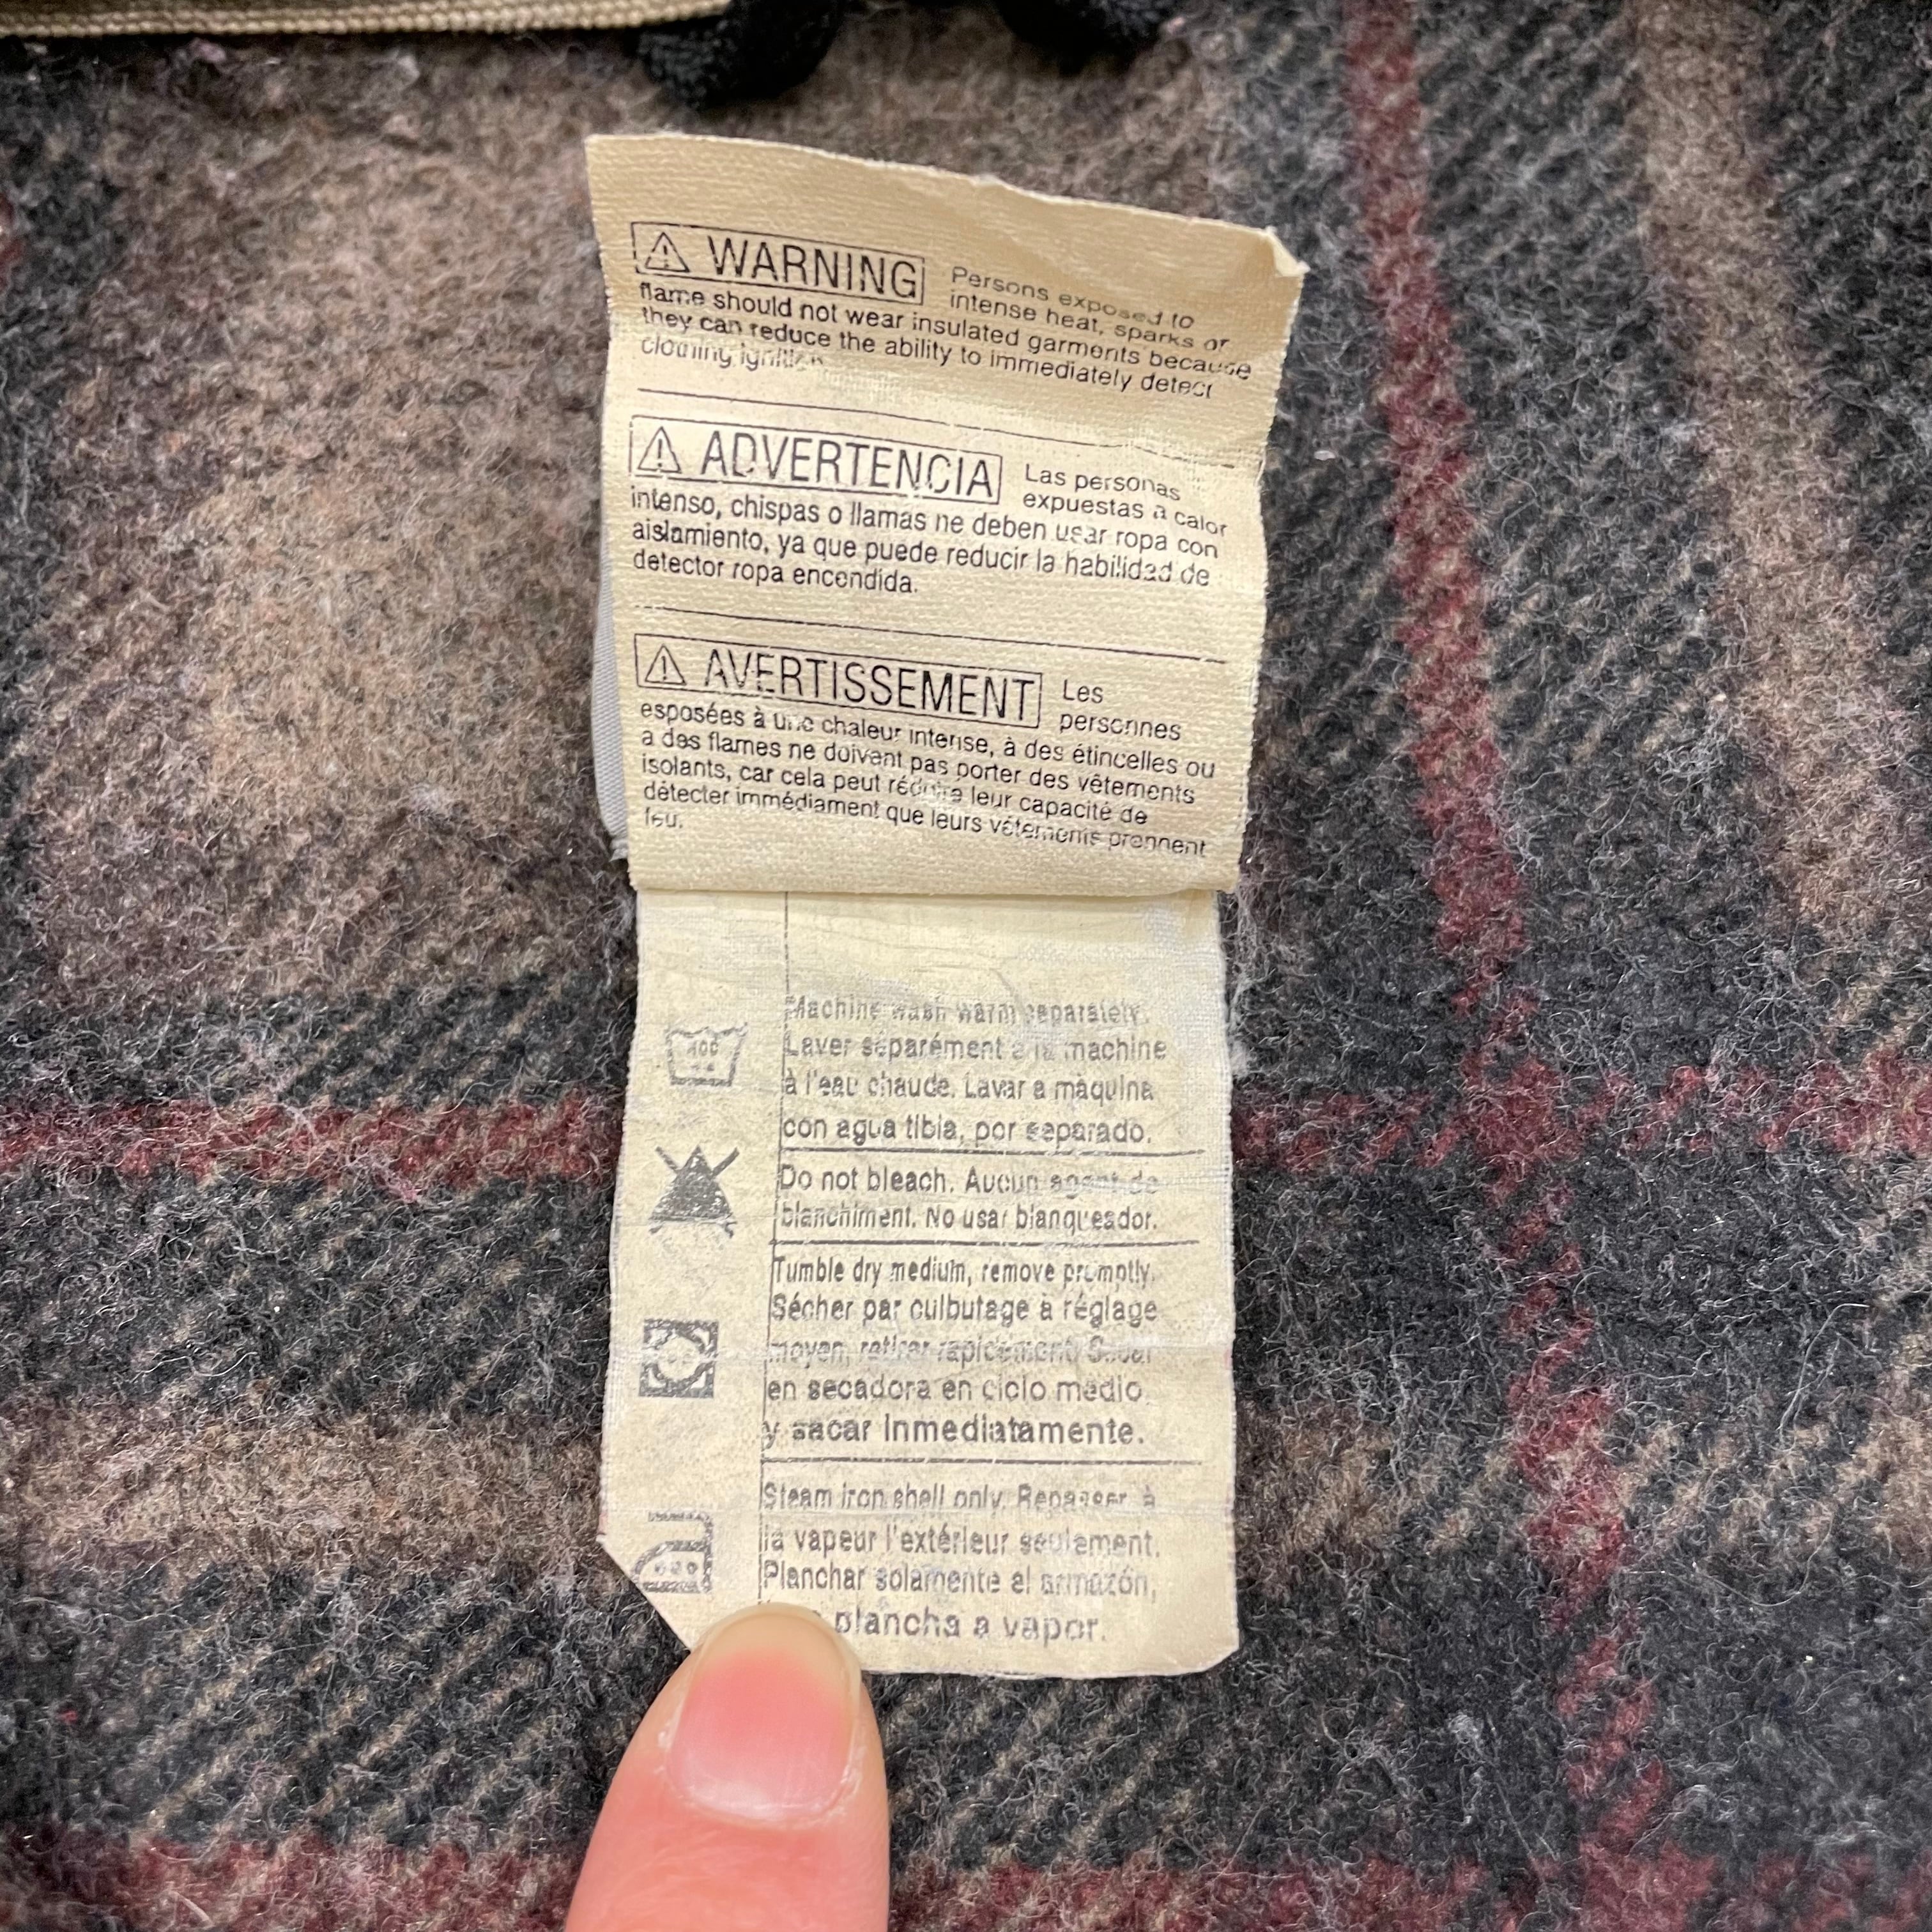 WARNING Persons exposed to
intense heat, sparks or
flame should not wear insulated garments because
they can reduce the ability to immediately detect
clothing ignition
ADVERTENCIA Las personas
expuestas a calor
intenso, chispas o llamas ne deben usar ropa con
aislamiento, ya que puede reducir la habilidad de
detector ropa encendida.
AVERTISSEMENT Les
personnes
esposées à une chaleur intense, à des étincelles ou
a des flames ne doivent pas porter des vêtements
isolants, car cela peut réduire leur capacité de
détecter immédiament que leurs vêtements prennent
feu.
Machine wash warm separately.
Laver séparément à la machine
à l'eau chaude. Lavar a màquina
con agua tibia, por separado.
Do not bleach. Aucun agent de
blanchiment. No usar blanqueador.
Tumble dry medium, remove promptly.
Sécher par culbutage à réglage
moyen, retirer rapidement. Secar
en secadora en ciclo medio
y sacar Inmediatamente.
Steam iron shell only. Repasser à
la vapeur l'extérieur seulement.
Planchar solamente el armazón,
plancha a vapor.